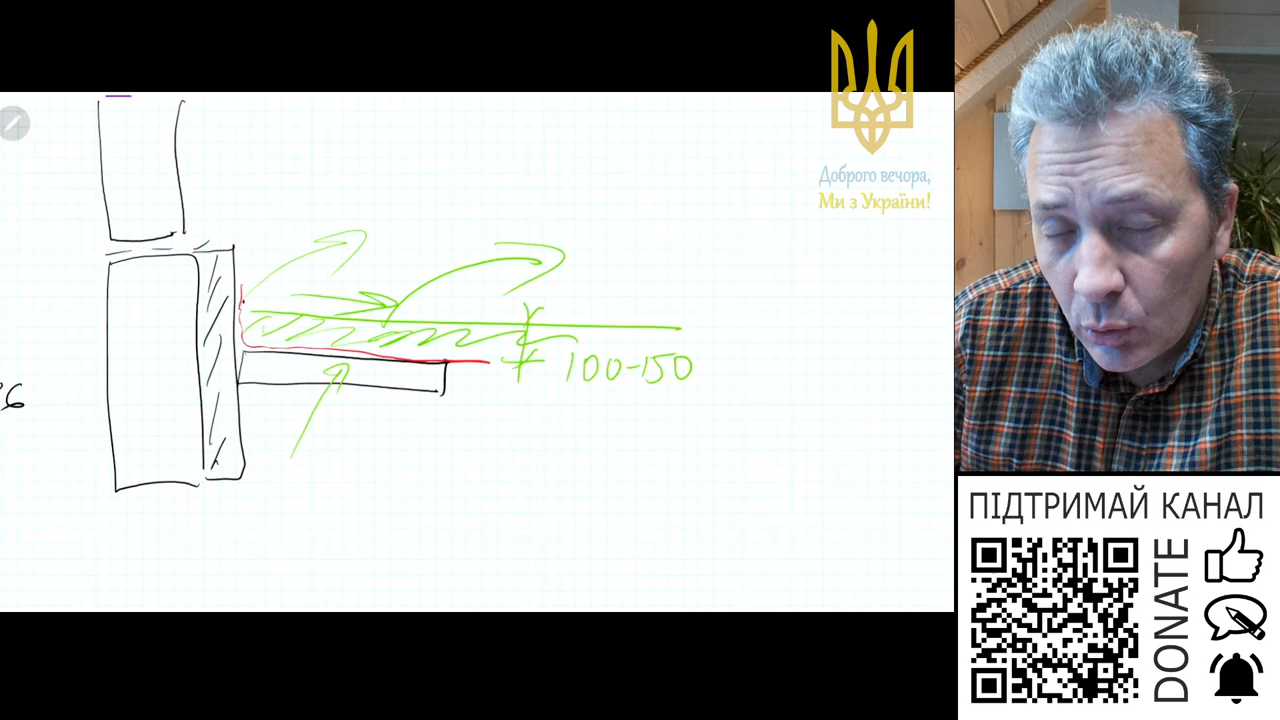 Доброго вечора,
Ми з України!
100-150
ПІДТРИМАЙ КАНАЛ
DONATE